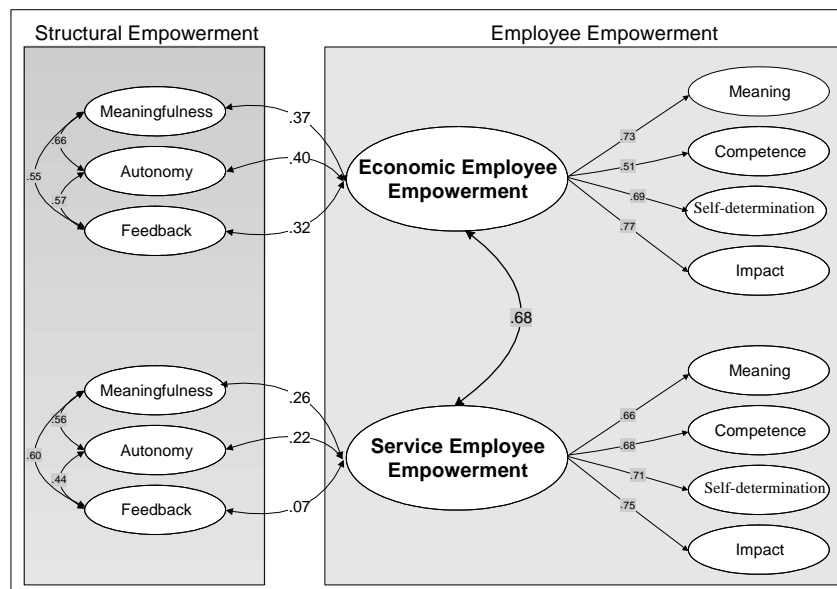 Structural Empowerment
Employee Empowerment
Meaningfulness
.66
Autonomy
.55
.57
Feedback
.37
.40
.32
Economic Employee
Empowerment
.73
Meaning
.51
Competence
.69
Self-determination
.77
Impact
.68
Meaningfulness
.56
Autonomy
.60
.44
Feedback
.26
.22
.07
Service Employee
Empowerment
.66
Meaning
.68
Competence
.71
Self-determination
.75
Impact